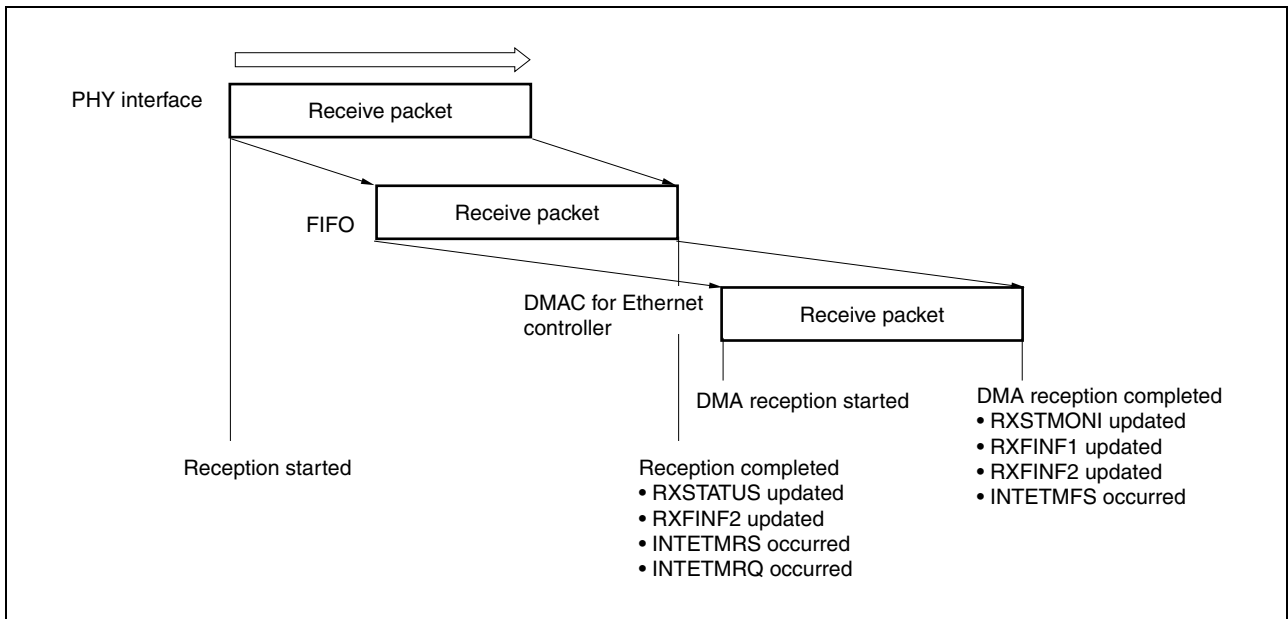 PHY interface
Receive packet
FIFO
Receive packet
DMAC for Ethernet
controller
Receive packet
Reception started
Reception completed
• RXSTATUS updated
• RXFINF2 updated
• INTETMRS occurred
• INTETMRQ occurred
DMA reception started
DMA reception completed
• RXSTMONI updated
• RXFINF1 updated
• RXFINF2 updated
• INTETMFS occurred